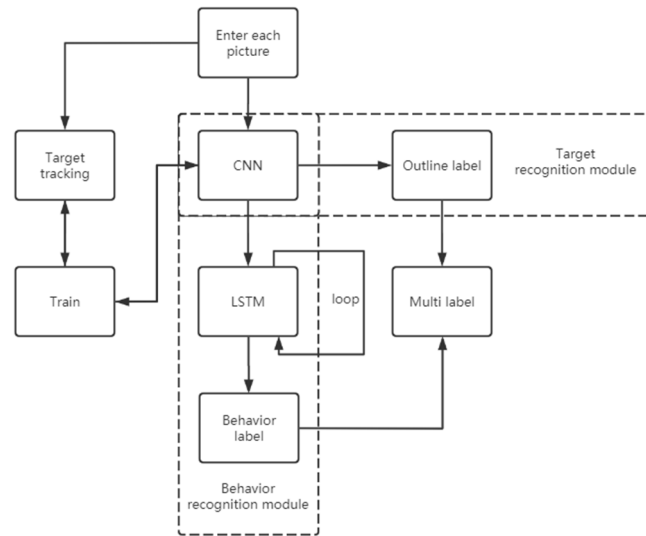 Enter each
picture
Target
tracking
CNN
Outline label
Target
recognition module
Train
LSTM
loop
Multi label
Behavior
label
Behavior
recognition module